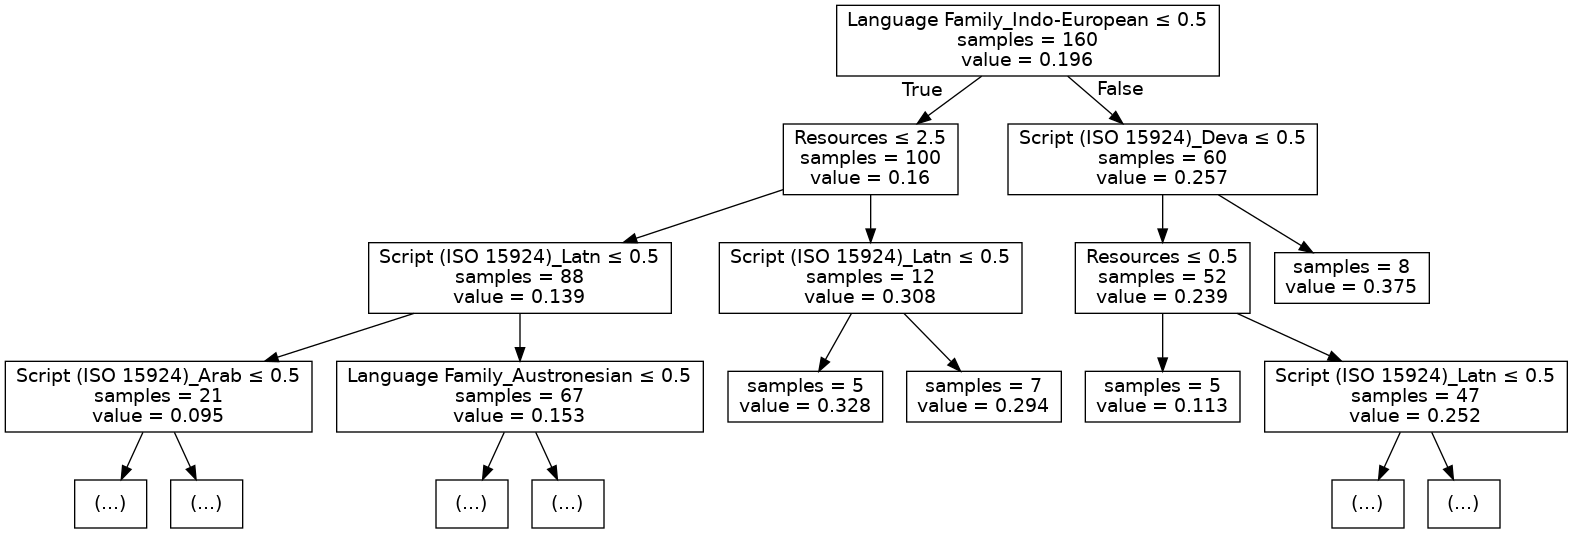 Language Family_Indo-European ≤ 0.5
samples = 160
value = 0.196
True
False
Resources ≤ 2.5
samples = 100
value = 0.16
Script (ISO 15924)_Deva ≤ 0.5
samples = 60
value = 0.257
Script (ISO 15924)_Latn ≤ 0.5
samples = 88
value = 0.139
Script (ISO 15924)_Latn ≤ 0.5
samples = 12
value = 0.308
Resources ≤ 0.5
samples = 52
value = 0.239
samples = 8
value = 0.375
Script (ISO 15924)_Arab ≤ 0.5
samples = 21
value = 0.095
Language Family_Austronesian ≤ 0.5
samples = 67
value = 0.153
samples = 5
value = 0.328
samples = 7
value = 0.294
samples = 5
value = 0.113
Script (ISO 15924)_Latn ≤ 0.5
samples = 47
value = 0.252
(...)
(...)
(...)
(...)
(...)
(...)